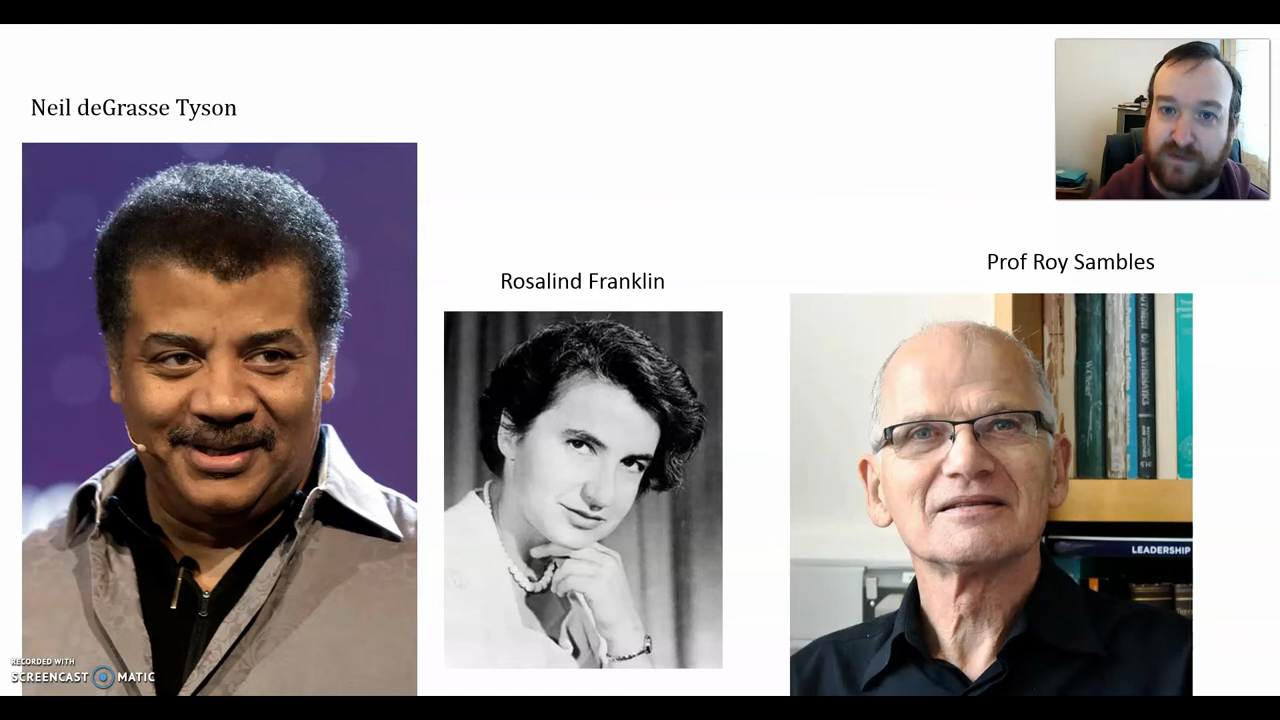 Neil deGrasse Tyson
Rosalind Franklin
Prof Roy Sambles
LEADERSHIP
RECORDED WITH
SCREENCAST MATIC